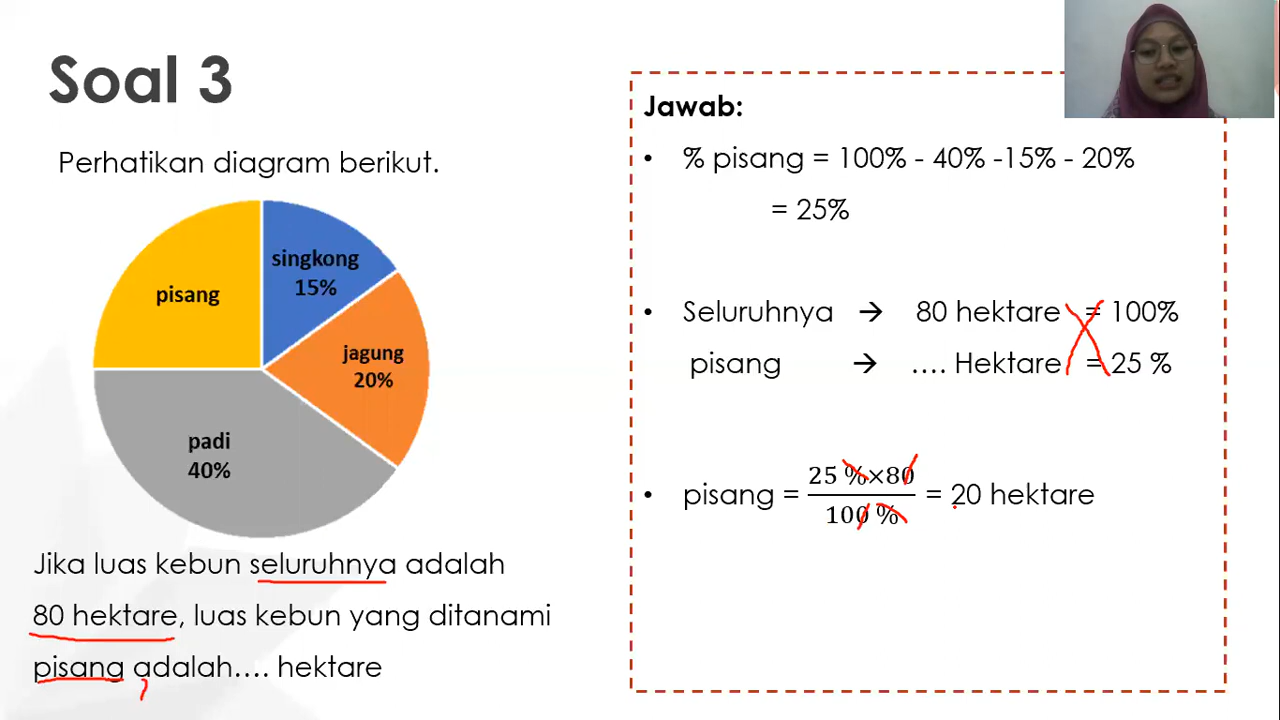 Soal 3
Perhatikan diagram berikut.
singkong
15%
pisang
jagung
20%
padi
40%
Jika luas kebun seluruhnya adalah
80 hektare, luas kebun yang ditanami
pisang adalah.... hektare
?
Jawab:
• % pisang = 100% - 40% -15% - 20%
= 25%
• Seluruhnya → 80 hektare = 100%
pisang → .... Hektare = 25 %
• pisang = 25 %×80 / 100 % = 20 hektare